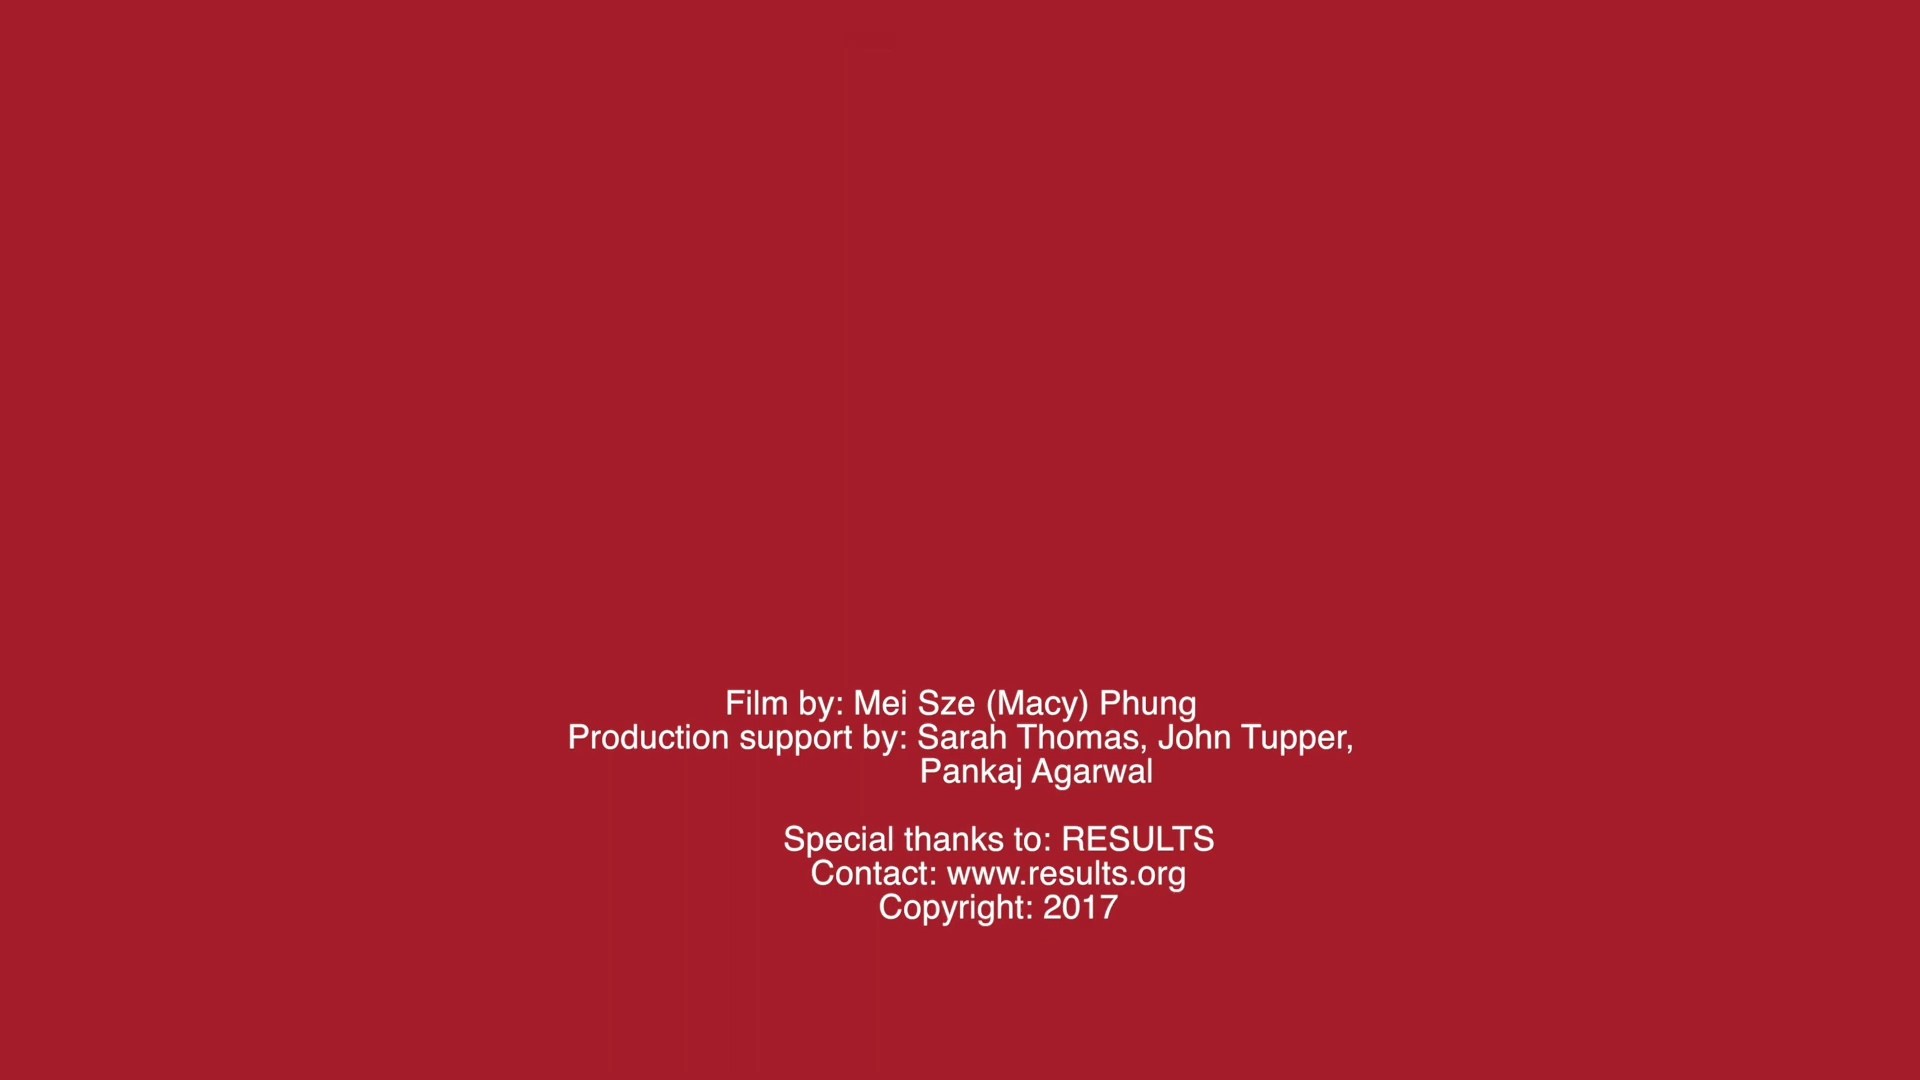 Film by: Mei Sze (Macy) Phung
Production support by: Sarah Thomas, John Tupper,
Pankaj Agarwal
Special thanks to: RESULTS
Contact: www.results.org
Copyright: 2017